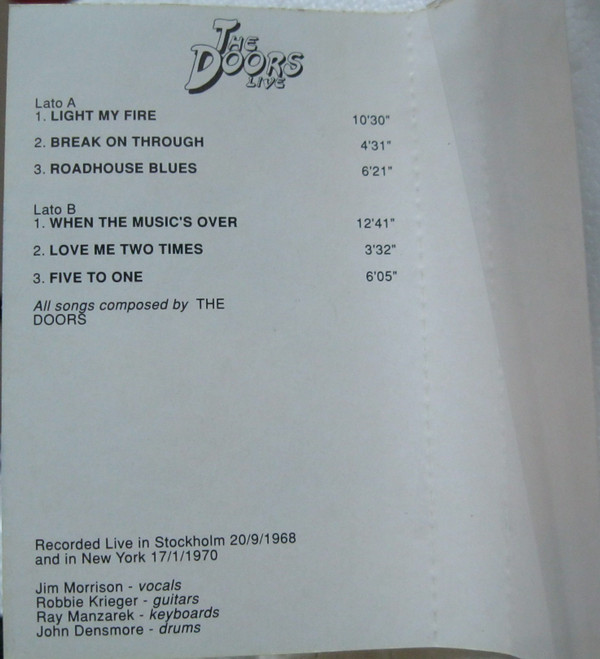 THE
DOORS
LIVE
Lato A
1. LIGHT MY FIRE 10'30"
2. BREAK ON THROUGH 4'31"
3. ROADHOUSE BLUES 6'21"
Lato B
1. WHEN THE MUSIC'S OVER 12'41"
2. LOVE ME TWO TIMES 3'32"
3. FIVE TO ONE 6'05"
All songs composed by THE
DOORS
Recorded Live in Stockholm 20/9/1968
and in New York 17/1/1970
Jim Morrison - vocals
Robbie Krieger - guitars
Ray Manzarek - keyboards
John Densmore - drums